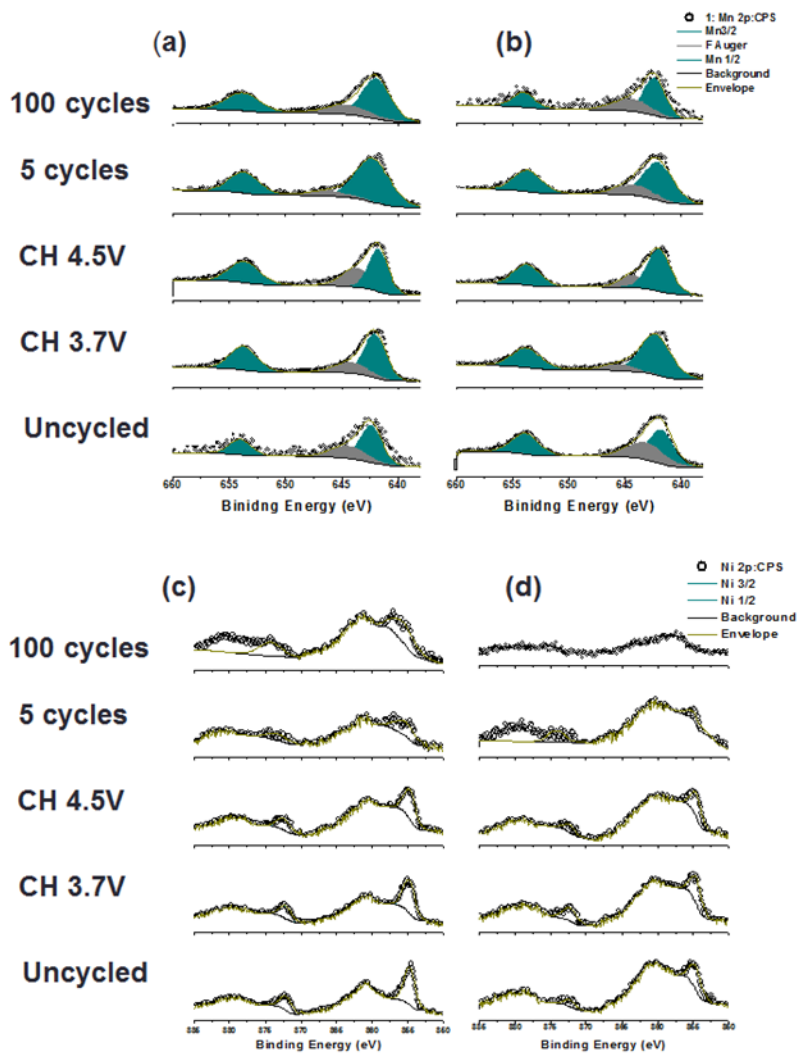 (a) (b)
1: Mn 2p:CPS
Mn3/2
F Auger
Mn 1/2
Background
Envelope
100 cycles
5 cycles
CH 4.5V
CH 3.7V
Uncycled
660 655 650 645 640 660 655 650 645 640
Binidng Energy (eV) Binidng Energy (eV)
(c) (d)
Ni 2p:CPS
Ni 3/2
Ni 1/2
Background
Envelope
100 cycles
5 cycles
CH 4.5V
CH 3.7V
Uncycled
Binding Energy (eV) Binding Energy (eV)